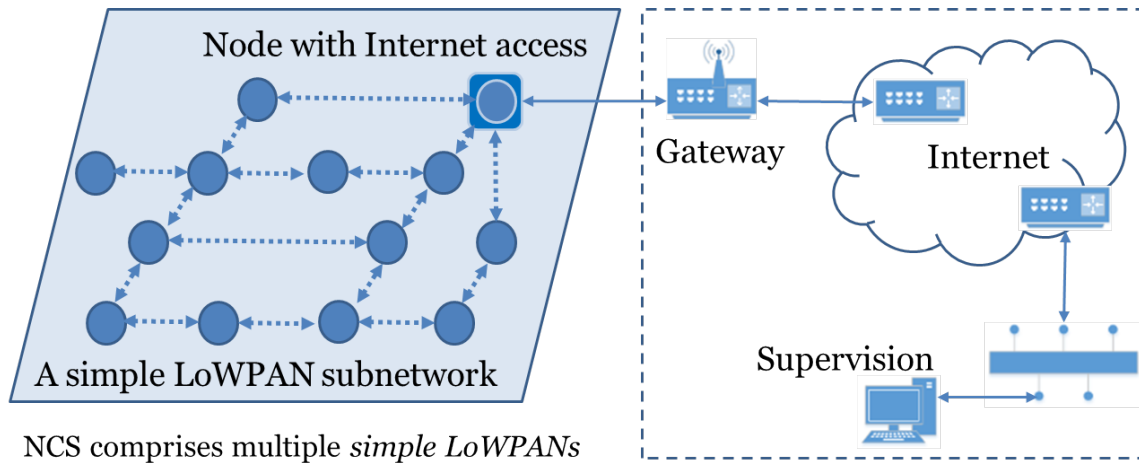 Node with Internet access
Gateway
Internet
Supervision
A simple LoWPAN subnetwork
NCS comprises multiple simple LoWPANs